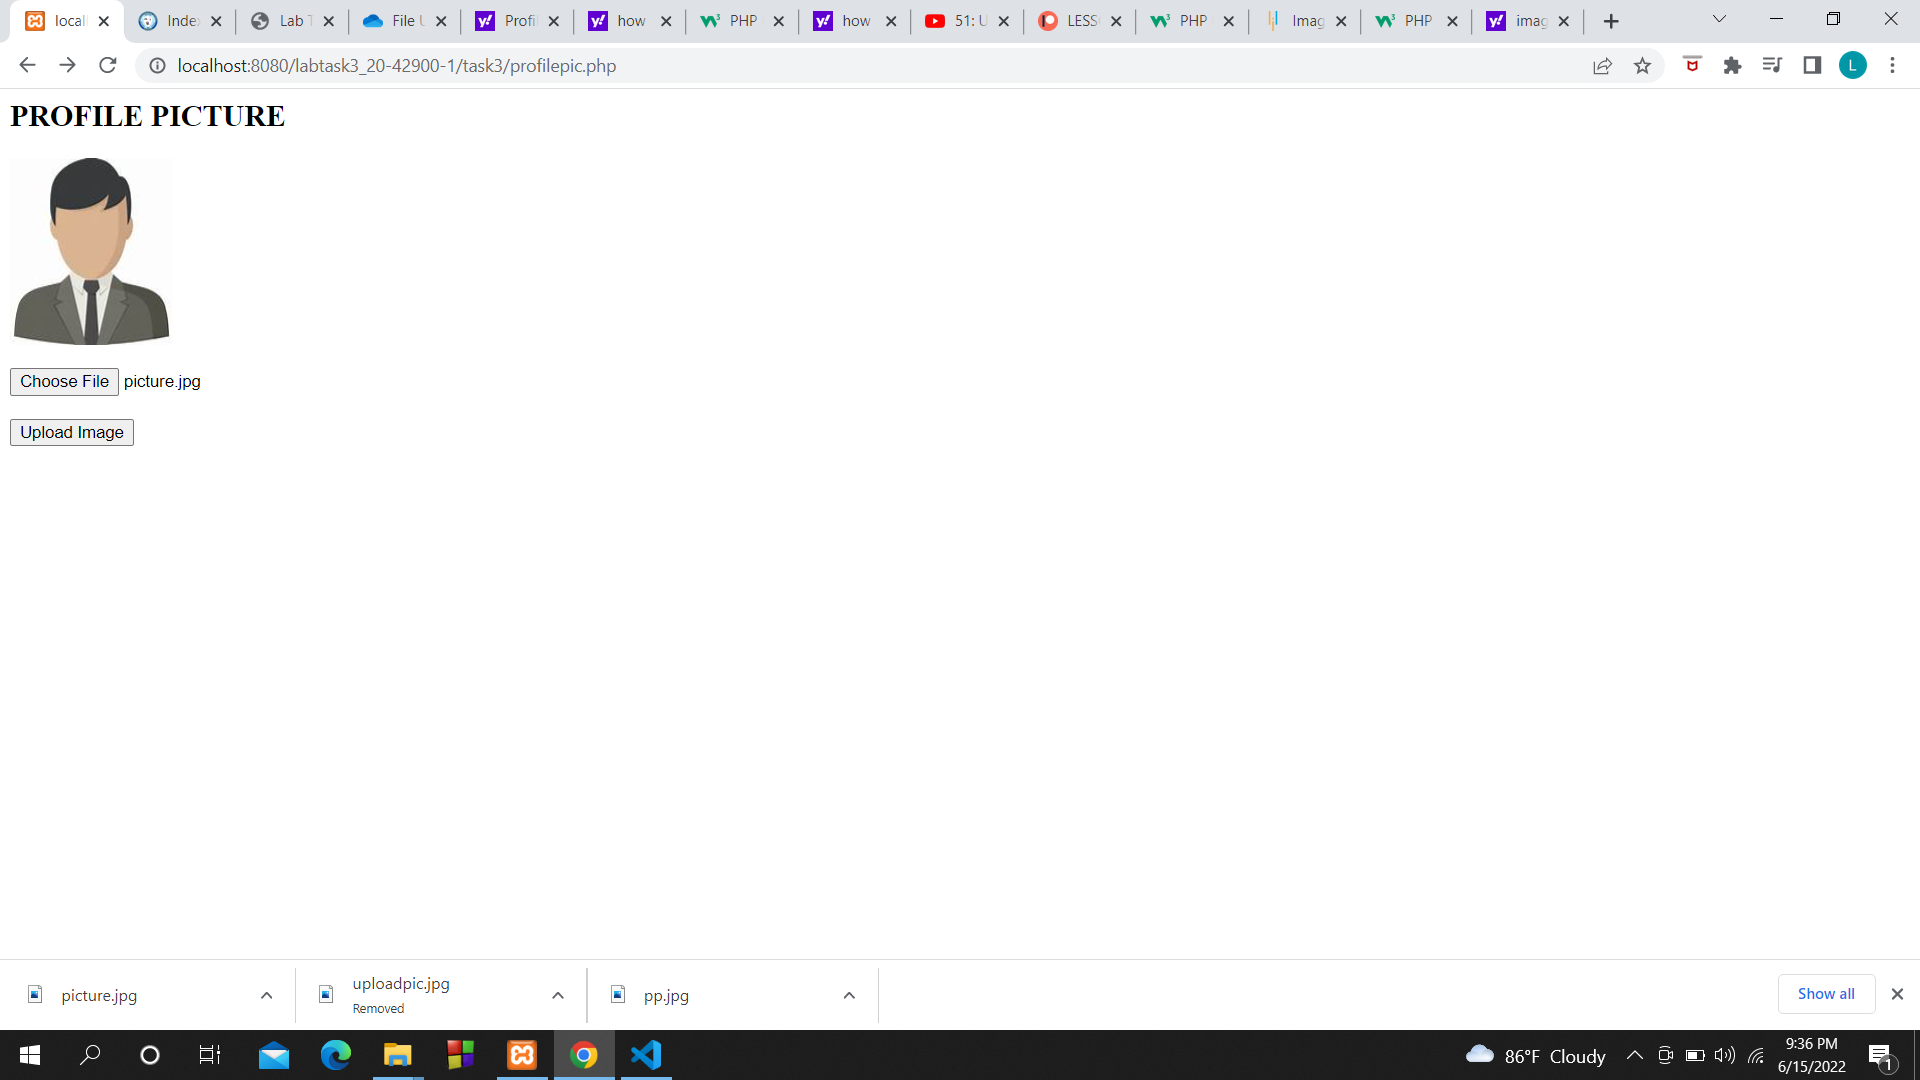 locall
Index
Lab T
File U
Profil
how
PHP
how
51: U
LESS
PHP
Imag
PHP
imag
localhost:8080/labtask3_20-42900-1/task3/profilepic.php
L
PROFILE PICTURE
Choose File picture.jpg
Upload Image
picture.jpg
uploadpic.jpg
Removed
pp.jpg
Show all
86°F Cloudy
9:36 PM
6/15/2022
1